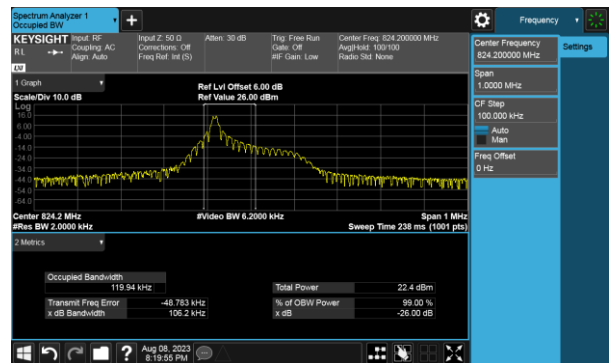 Spectrum Analyzer 1
Occupied BW
+
Frequency
KEYSIGHT
RL
LXI
Input: RF
Coupling: AC
Align: Auto
Input Z: 50 Ω
Corrections: Off
Freq Ref: Int (S)
Atten: 30 dB
Trig: Free Run
Gate: Off
#IF Gain: Low
Center Freq: 824.200000 MHz
Avg|Hold: 100/100
Radio Std: None
Center Frequency
824.200000 MHz
Settings
Span
1.0000 MHz
CF Step
100.000 kHz
Auto
Man
Freq Offset
0 Hz
1 Graph
Scale/Div 10.0 dB
Ref Lvl Offset 6.00 dB
Ref Value 26.00 dBm
Log
16.0
6.00
-4.00
-14.0
-24.0
-34.0
-44.0
-54.0
-64.0
Center 824.2 MHz
#Res BW 2.0000 kHz
#Video BW 6.2000 kHz
Span 1 MHz
Sweep Time 238 ms (1001 pts)
2 Metrics
Occupied Bandwidth
119.94 kHz
Total Power 22.4 dBm
Transmit Freq Error -48.783 kHz
% of OBW Power 99.00 %
x dB Bandwidth 106.2 kHz
x dB -26.00 dB
?
Aug 08, 2023
8:19:55 PM